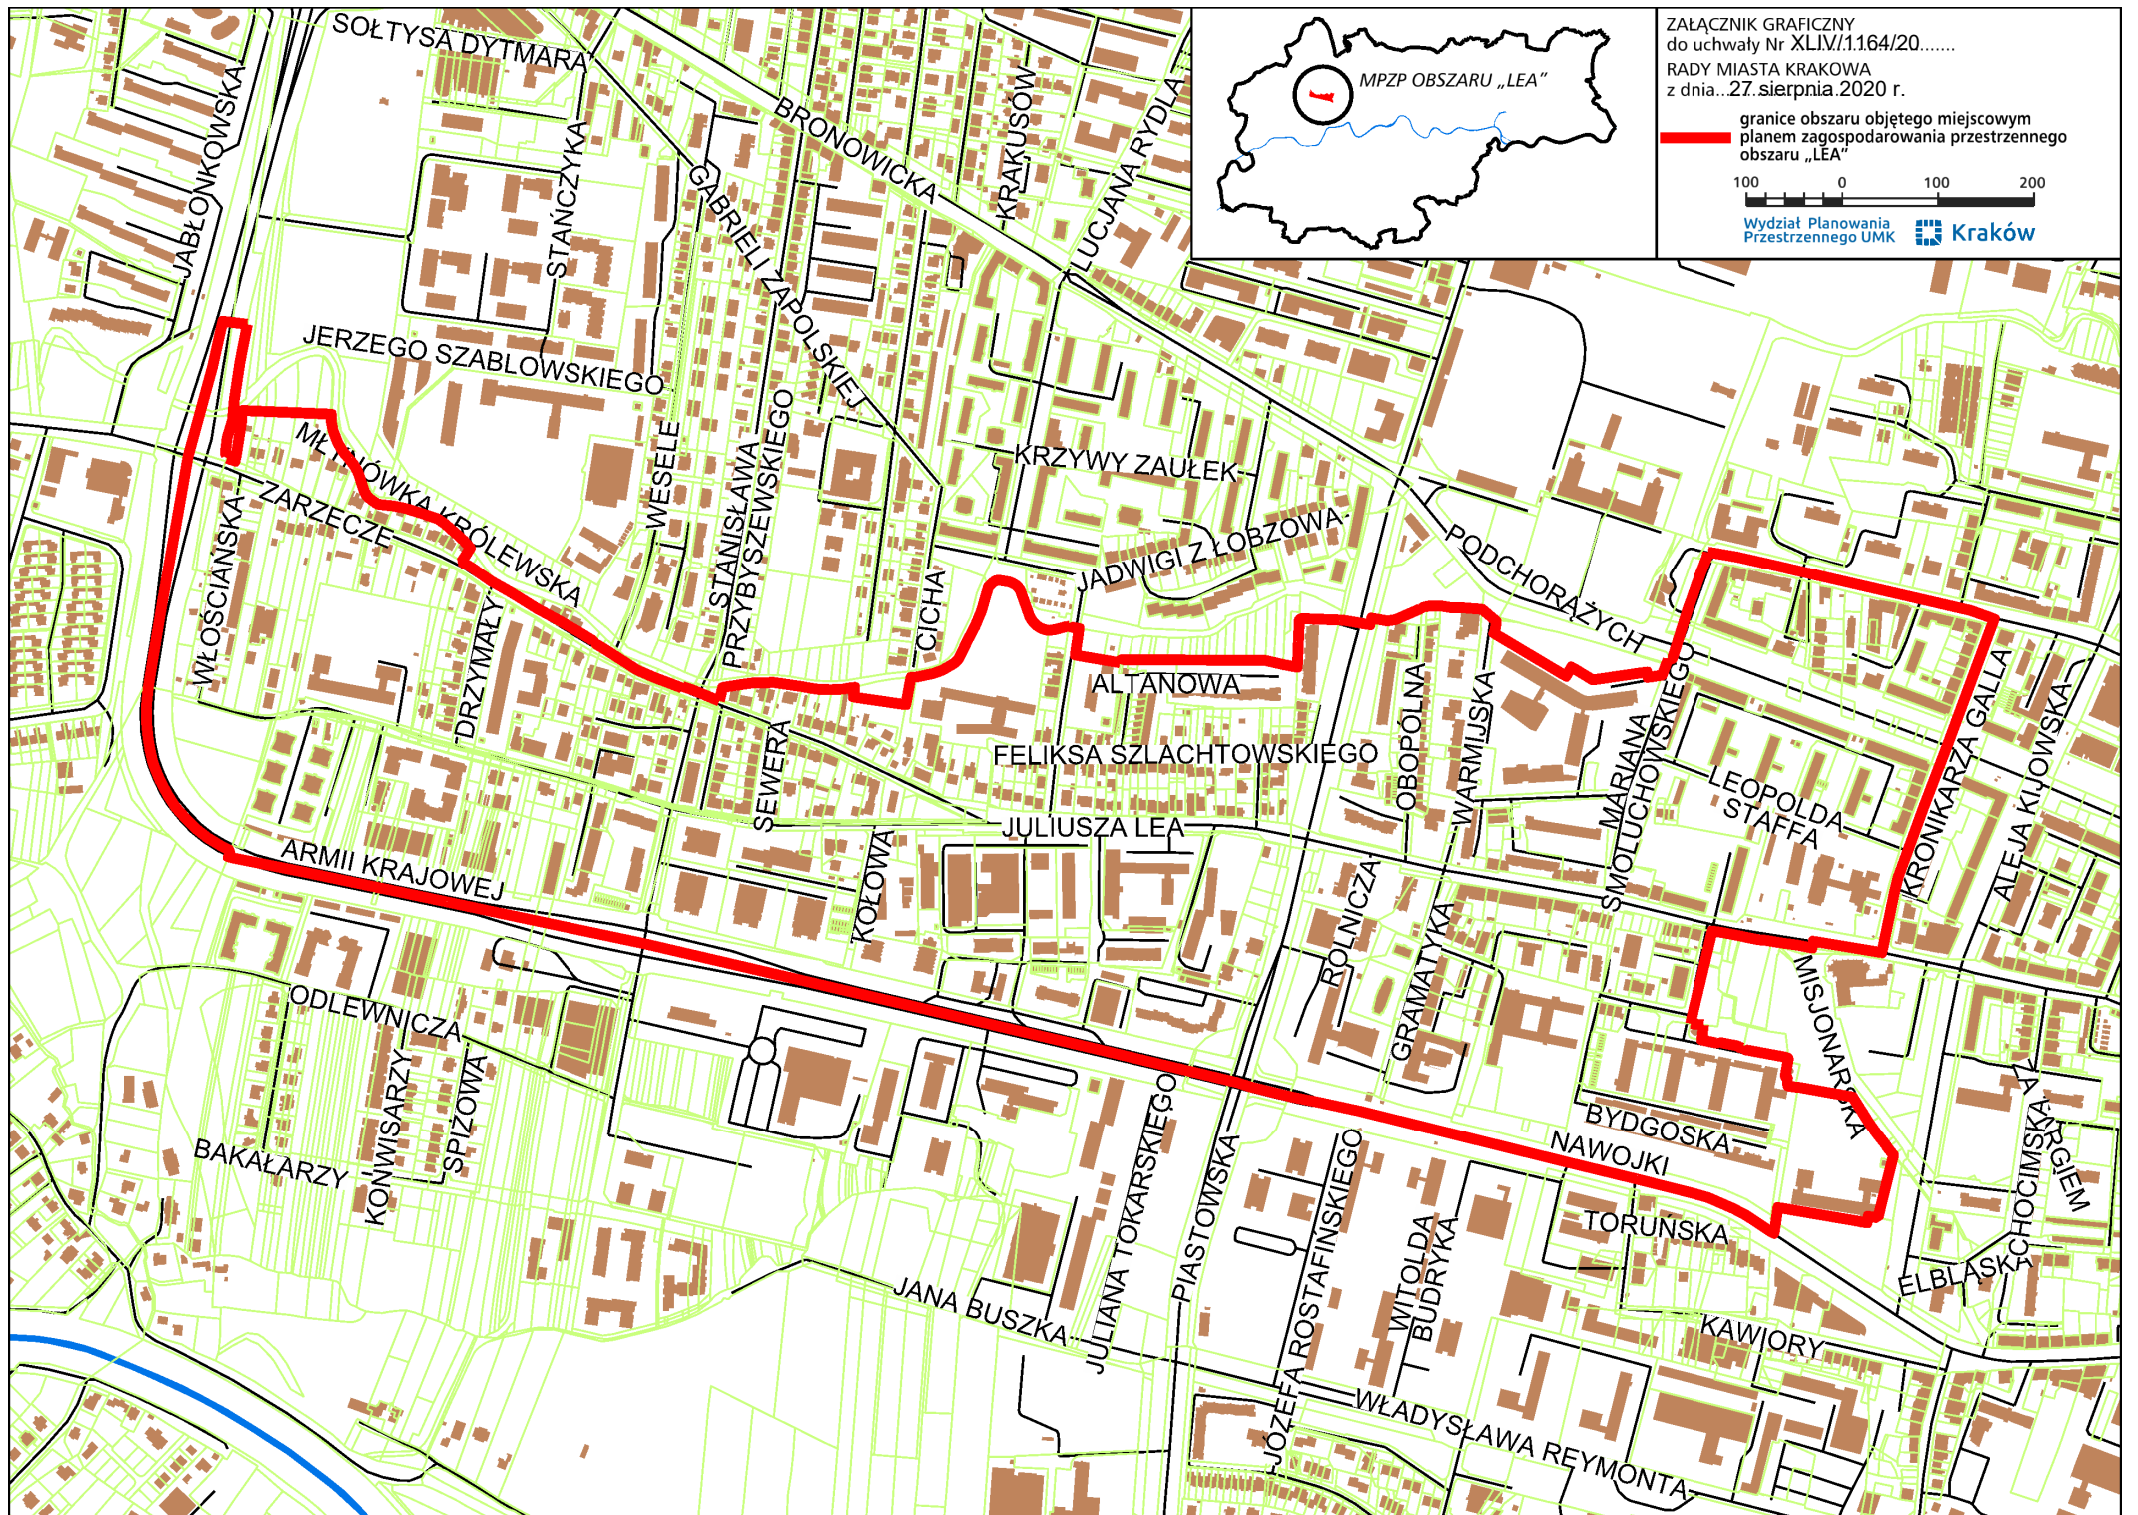 ZAŁĄCZNIK GRAFICZNY
do uchwały Nr XLIV/1164/20.......
RADY MIASTA KRAKOWA
z dnia...27.sierpnia.2020 r.
granice obszaru objętego miejscowym
planem zagospodarowania przestrzennego
obszaru „LEA”
100 0 100 200
Wydział Planowania
Przestrzennego UMK
Kraków
MPZP OBSZARU „LEA”
SOŁTYSA DYTMARA
JABŁONKOWSKA
STAŃCZYKA
BRONOWICKA
KRAKUSÓW
LUCJANA RYDLA
GABRIELI ZAPOLSKIEJ
JERZEGO SZABLOWSKIEGO
WESELE
STANISŁAWA
PRZYBYSZEWSKIEGO
KRZYWY ZAUŁEK
MŁYNÓWKA KRÓLEWSKA
ZARZECZE
WŁOŚCIAŃSKA
JADWIGI Z ŁOBZOWA
PODCHORĄŻYCH
CICHA
DRZYMAŁY
ALTANOWA
OBOPÓLNA
WARMIJSKA
MARIANA
SMOLUCHOWSKIEGO
KRONIKARZA GALLA
ALEJA KIJOWSKA
SEWERA
FELIKSA SZLACHTOWSKIEGO
LEOPOLDA
STAFFA
JULIUSZA LEA
ARMII KRAJOWEJ
KOŁOWA
ROLNICZA
GRAMATYKA
MISJONARSKA
ODLEWNICZA
KONWISARZY
SPIŻOWA
BAKAŁARZY
BYDGOSKA
NAWOJKI
TORUŃSKA
ZA TARGIEM
CHOCIMSKA
ELBLĄSKA
JULIANA TOKARSKIEGO
PIASTOWSKA
JÓZEFA ROSTAFIŃSKIEGO
WITOLDA
BUDRYKA
JANA BUSZKA
KAWIORY
WŁADYSŁAWA REYMONTA